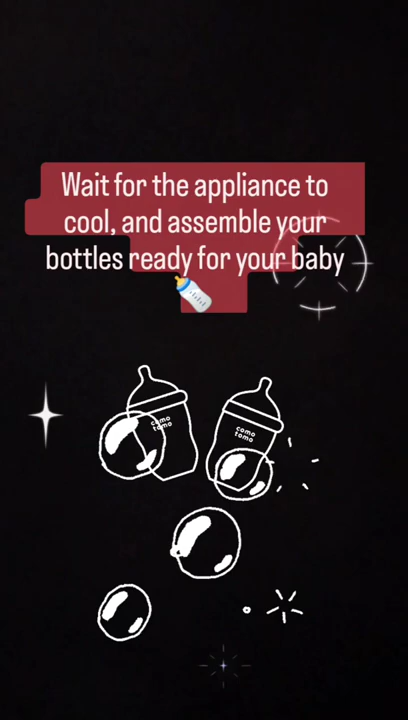 Wait for the appliance to
cool, and assemble your
bottles ready for your baby
🍼
como
tomo
como
tomo